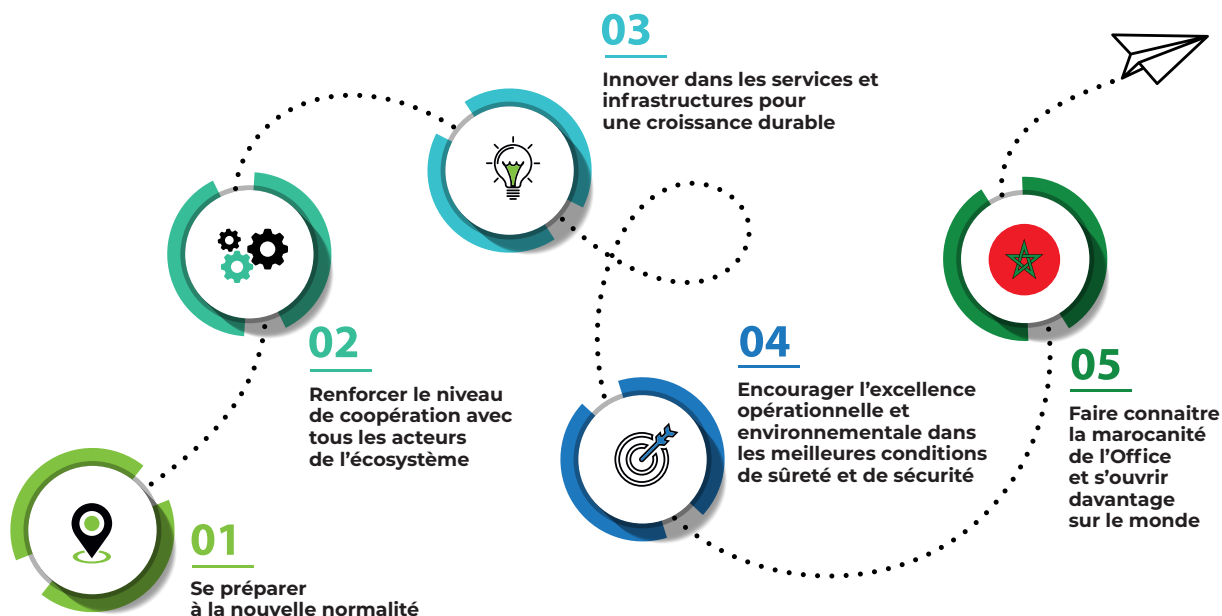 01
Se préparer
à la nouvelle normalité
02
Renforcer le niveau
de coopération avec
tous les acteurs
de l’écosystème
03
Innover dans les services et
infrastructures pour
une croissance durable
04
Encourager l’excellence
opérationnelle et
environnementale dans
les meilleures conditions
de sûreté et de sécurité
05
Faire connaitre
la marocanité
de l’Office
et s’ouvrir
davantage
sur le monde